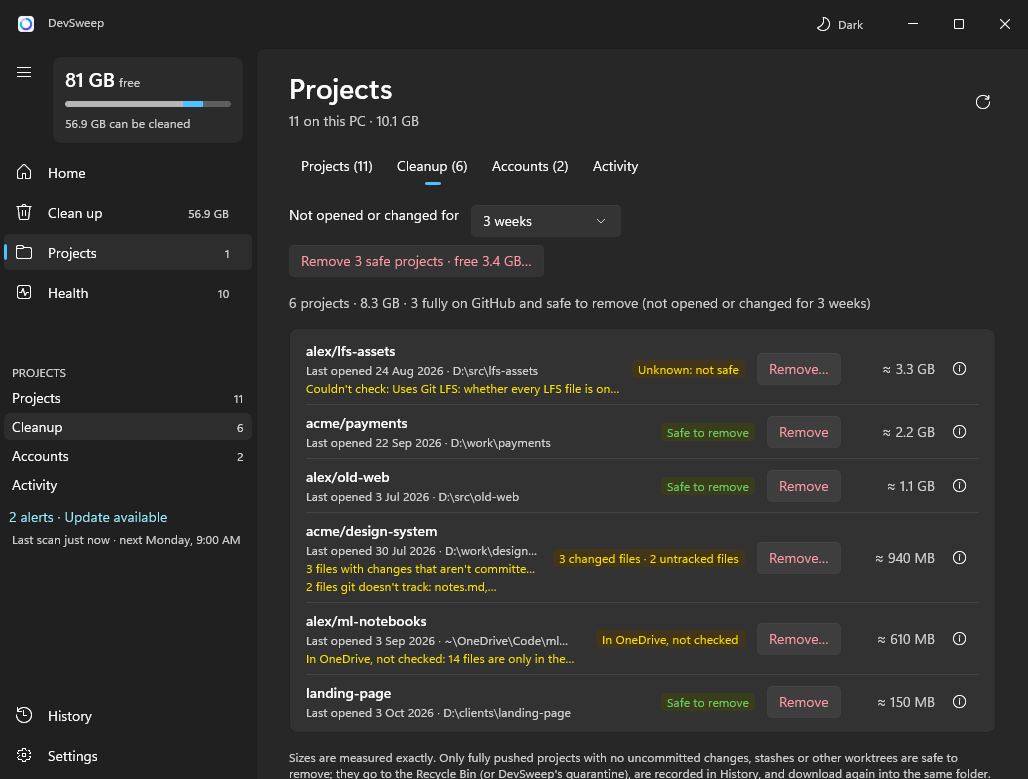 DevSweep
Dark
81 GB free
56.9 GB can be cleaned
Home
Clean up 56.9 GB
Projects 1
Health 10
PROJECTS
Projects 11
Cleanup 6
Accounts 2
Activity
2 alerts · Update available
Last scan just now · next Monday, 9:00 AM
History
Settings
Projects
11 on this PC · 10.1 GB
Projects (11) Cleanup (6) Accounts (2) Activity
Not opened or changed for 3 weeks
Remove 3 safe projects · free 3.4 GB...
6 projects · 8.3 GB · 3 fully on GitHub and safe to remove (not opened or changed for 3 weeks)
alex/lfs-assets
Last opened 24 Aug 2026 · D:\src\lfs-assets
Couldn't check: Uses Git LFS: whether every LFS file is on...
Unknown: not safe Remove... ≈ 3.3 GB
acme/payments
Last opened 22 Sep 2026 · D:\work\payments
Safe to remove Remove ≈ 2.2 GB
alex/old-web
Last opened 3 Jul 2026 · D:\src\old-web
Safe to remove Remove ≈ 1.1 GB
acme/design-system
Last opened 30 Jul 2026 · D:\work\design...
3 files with changes that aren't committe...
2 files git doesn't track: notes.md,...
3 changed files · 2 untracked files Remove... ≈ 940 MB
alex/ml-notebooks
Last opened 3 Sep 2026 · ~\OneDrive\Code\ml...
In OneDrive, not checked: 14 files are only in the...
In OneDrive, not checked Remove... ≈ 610 MB
landing-page
Last opened 3 Oct 2026 · D:\clients\landing-page
Safe to remove Remove ≈ 150 MB
Sizes are measured exactly. Only fully pushed projects with no uncommitted changes, stashes or other worktrees are safe to
remove; they go to the Recycle Bin (or DevSweep's quarantine), are recorded in History, and download again into the same folder.